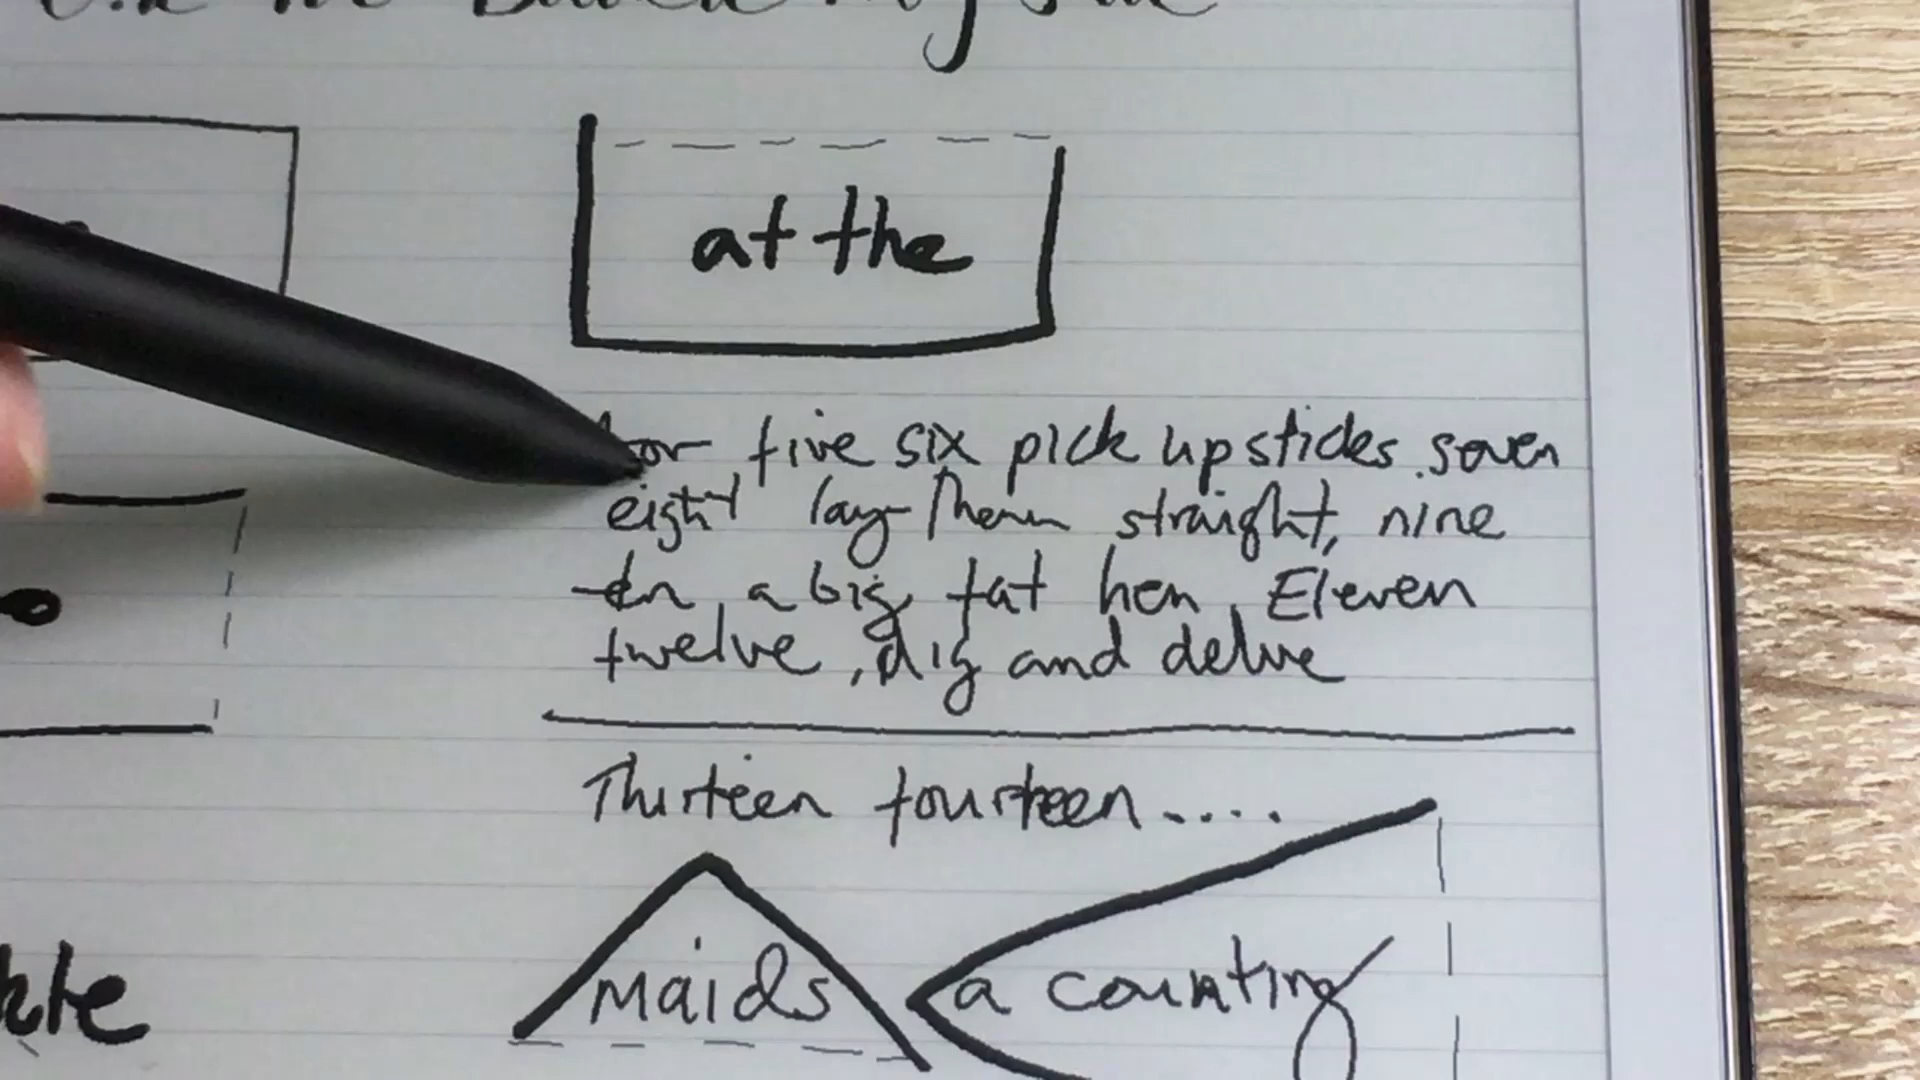 at the
five six pick up sticks. seven
eight lay them straight, nine
ten, a big fat hen, Eleven
twelve, dig and delve
Thirteen fourteen....
maids a counting